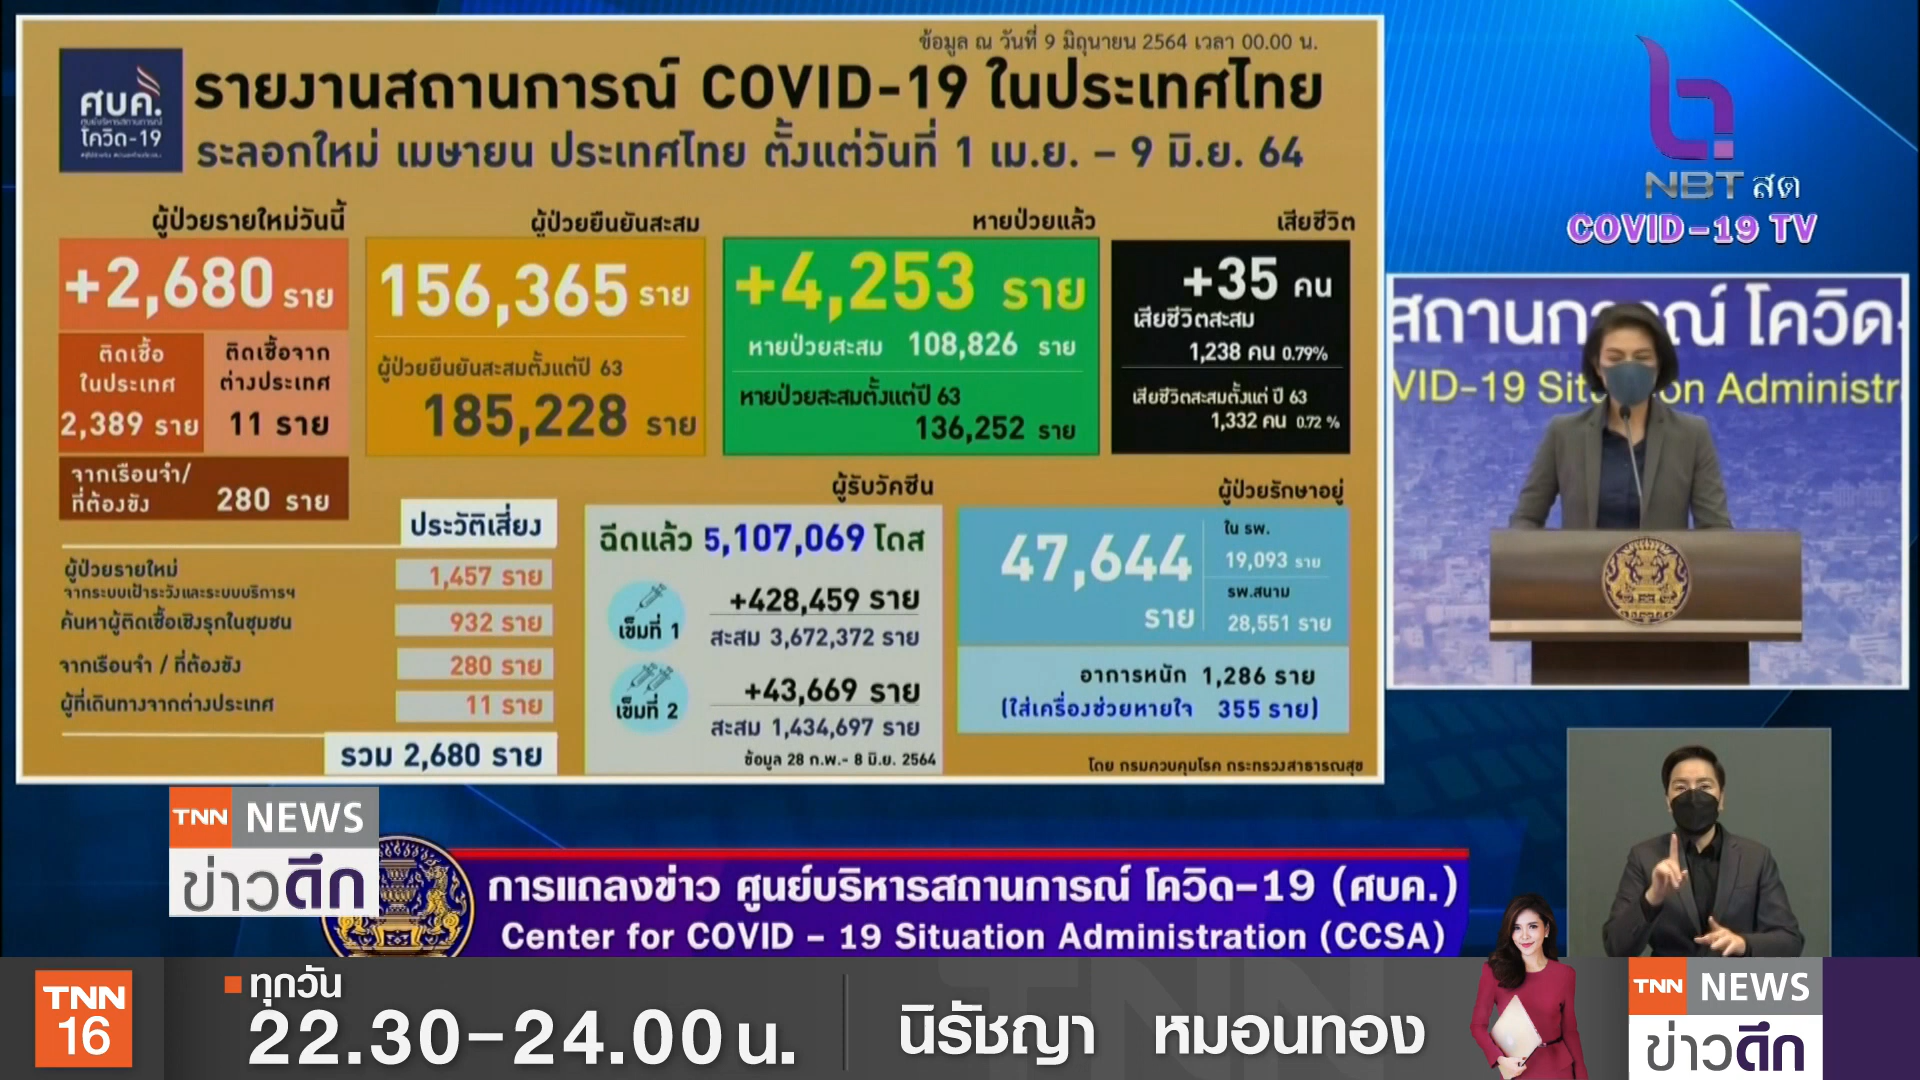 ข้อมูล ณ วันที่ 9 มิถุนายน 2564 เวลา 00.00 น.
ศบค.
โควิด-19
รายงานสถานการณ์ COVID-19 ในประเทศไทย
ระลอกใหม่ เมษายน ประเทศไทย ตั้งแต่วันที่ 1 เม.ย. – 9 มิ.ย. 64
ผู้ป่วยรายใหม่วันนี้
+2,680 ราย
ติดเชื้อ
ในประเทศ
2,389 ราย
ติดเชื้อจาก
ต่างประเทศ
11 ราย
จากเรือนจำ/
ที่ต้องขัง
280 ราย
ผู้ป่วยยืนยันสะสม
156,365 ราย
ผู้ป่วยยืนยันสะสมตั้งแต่ปี 63
185,228 ราย
หายป่วยแล้ว
+4,253 ราย
หายป่วยสะสม 108,826 ราย
หายป่วยสะสมตั้งแต่ปี 63
136,252 ราย
เสียชีวิต
+35 คน
เสียชีวิตสะสม
1,238 คน 0.79%
เสียชีวิตสะสมตั้งแต่ ปี 63
1,332 คน 0.72 %
ประวัติเสี่ยง
ผู้ป่วยรายใหม่
จากระบบเฝ้าระวังและระบบบริการฯ
1,457 ราย
ค้นหาผู้ติดเชื้อเชิงรุกในชุมชน
932 ราย
จากเรือนจำ / ที่ต้องขัง
280 ราย
ผู้ที่เดินทางจากต่างประเทศ
11 ราย
รวม 2,680 ราย
ผู้รับวัคซีน
ฉีดแล้ว 5,107,069 โดส
เข็มที่ 1
+428,459 ราย
สะสม 3,672,372 ราย
เข็มที่ 2
+43,669 ราย
สะสม 1,434,697 ราย
ข้อมูล 28 ก.พ.- 8 มิ.ย. 2564
ผู้ป่วยรักษาอยู่
47,644
ราย
ใน รพ.
19,093 ราย
รพ.สนาม
28,551 ราย
อาการหนัก 1,286 ราย
(ใส่เครื่องช่วยหายใจ 355 ราย)
โดย กรมควบคุมโรค กระทรวงสาธารณสุข
NBT สด
COVID-19 TV
สถานการณ์ โควิด-
VID-19 Situation Administr
TNN NEWS
ข่าวดึก
การแถลงข่าว ศูนย์บริหารสถานการณ์ โควิด-19 (ศบค.)
Center for COVID – 19 Situation Administration (CCSA)
TNN
16
ทุกวัน
22.30-24.00 น.
นิรัชญา หมอนทอง
TNN NEWS
ข่าวดึก